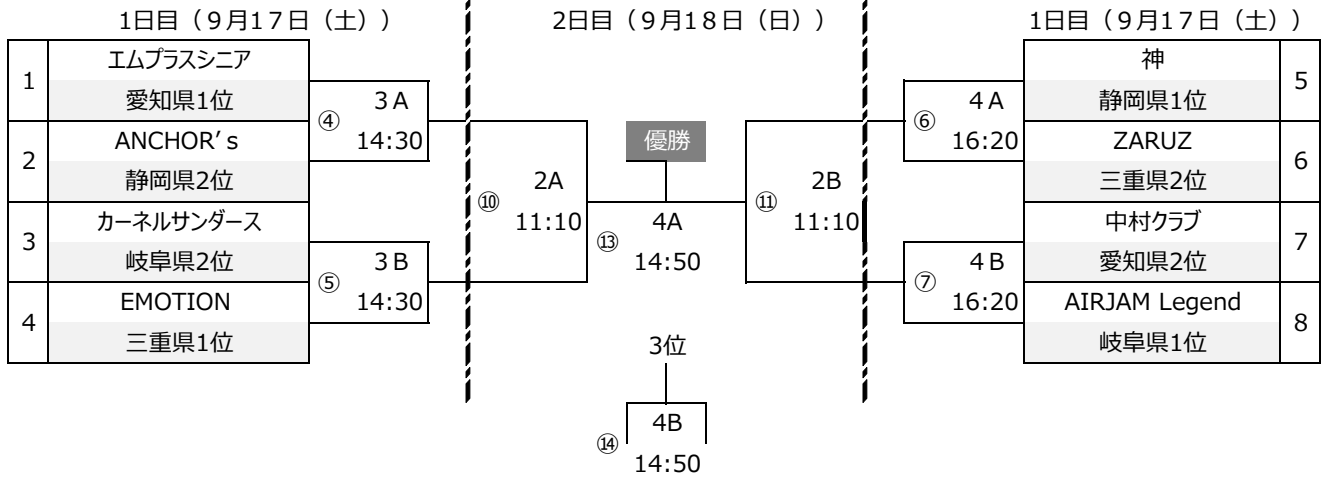 1日目（９月1７日（土））
2日目（９月1８日（日））
1日目（９月1７日（土））
1
エムプラスシニア
愛知県1位
2
ANCHOR’s
静岡県2位
3
カーネルサンダース
岐阜県2位
4
EMOTION
三重県1位
④
３A
14:30
⑤
３B
14:30
⑩
2A
11:10
優勝
⑬
4A
14:50
3位
⑭
4B
14:50
⑪
2B
11:10
⑥
４A
16:20
⑦
４B
16:20
神
静岡県1位
5
ZARUZ
三重県2位
6
中村クラブ
愛知県2位
7
AIRJAM Legend
岐阜県1位
8